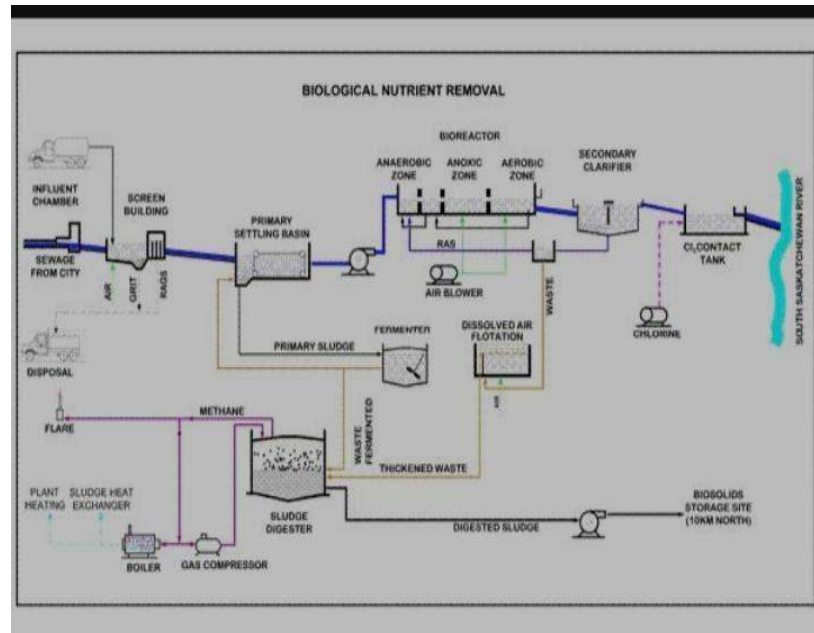 BIOLOGICAL NUTRIENT REMOVAL
BIOREACTOR
ANAEROBIC
ZONE
ANOXIC
ZONE
AEROBIC
ZONE
SECONDARY
CLARIFIER
INFLUENT
CHAMBER
SCREEN
BUILDING
PRIMARY
SETTLING BASIN
SEWAGE
FROM CITY
AIR
GRIT
RAGS
RAS
AIR BLOWER
WASTE
Cl₂CONTACT
TANK
CHLORINE
SOUTH SASKATCHEWAN RIVER
DISPOSAL
PRIMARY SLUDGE
FERMENTER
DISSOLVED AIR
FLOTATION
AIR
FLARE
METHANE
WASTE
FERMENTED
THICKENED WASTE
PLANT
HEATING
SLUDGE HEAT
EXCHANGER
SLUDGE
DIGESTER
DIGESTED SLUDGE
BIOSOLIDS
STORAGE SITE
(10KM NORTH)
BOILER
GAS COMPRESSOR